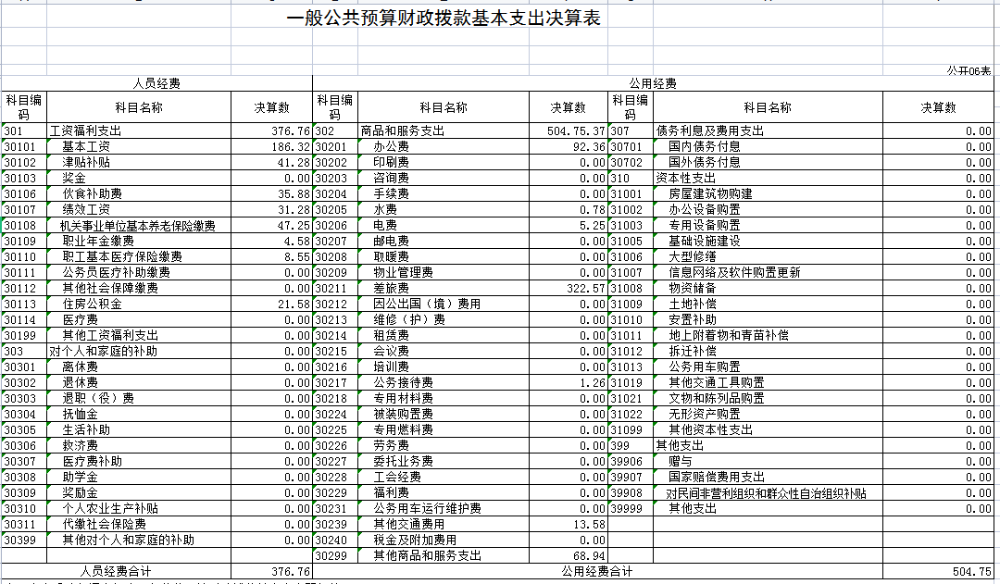 一般公共预算财政拨款基本支出决算表
公开06表
人员经费 公用经费
科目编码 科目名称 决算数 科目编码 科目名称 决算数 科目编码 科目名称 决算数
301 工资福利支出 376.76 302 商品和服务支出 504.75.37 307 债务利息及费用支出 0.00
30101 基本工资 186.32 30201 办公费 92.36 30701 国内债务付息 0.00
30102 津贴补贴 41.28 30202 印刷费 0.00 30702 国外债务付息 0.00
30103 奖金 0.00 30203 咨询费 0.00 310 资本性支出 0.00
30106 伙食补助费 35.88 30204 手续费 0.00 31001 房屋建筑物购建 0.00
30107 绩效工资 31.28 30205 水费 0.78 31002 办公设备购置 0.00
30108 机关事业单位基本养老保险缴费 47.25 30206 电费 5.25 31003 专用设备购置 0.00
30109 职业年金缴费 4.58 30207 邮电费 0.00 31005 基础设施建设 0.00
30110 职工基本医疗保险缴费 8.55 30208 取暖费 0.00 31006 大型修缮 0.00
30111 公务员医疗补助缴费 0.00 30209 物业管理费 0.00 31007 信息网络及软件购置更新 0.00
30112 其他社会保障缴费 0.00 30211 差旅费 322.57 31008 物资储备 0.00
30113 住房公积金 21.58 30212 因公出国（境）费用 0.00 31009 土地补偿 0.00
30114 医疗费 0.00 30213 维修（护）费 0.00 31010 安置补助 0.00
30199 其他工资福利支出 0.00 30214 租赁费 0.00 31011 地上附着物和青苗补偿 0.00
303 对个人和家庭的补助 0.00 30215 会议费 0.00 31012 拆迁补偿 0.00
30301 离休费 0.00 30216 培训费 0.00 31013 公务用车购置 0.00
30302 退休费 0.00 30217 公务接待费 1.26 31019 其他交通工具购置 0.00
30303 退职（役）费 0.00 30218 专用材料费 0.00 31021 文物和陈列品购置 0.00
30304 抚恤金 0.00 30224 被装购置费 0.00 31022 无形资产购置 0.00
30305 生活补助 0.00 30225 专用燃料费 0.00 31099 其他资本性支出 0.00
30306 救济费 0.00 30226 劳务费 0.00 399 其他支出 0.00
30307 医疗费补助 0.00 30227 委托业务费 0.00 39906 赠与 0.00
30308 助学金 0.00 30228 工会经费 0.00 39907 国家赔偿费用支出 0.00
30309 奖励金 0.00 30229 福利费 0.00 39908 对民间非营利组织和群众性自治组织补贴 0.00
30310 个人农业生产补贴 0.00 30231 公务用车运行维护费 0.00 39999 其他支出 0.00
30311 代缴社会保险费 0.00 30239 其他交通费用 13.58
30399 其他对个人和家庭的补助 0.00 30240 税金及附加费用 0.00
30299 其他商品和服务支出 68.94
人员经费合计 376.76 公用经费合计 504.75